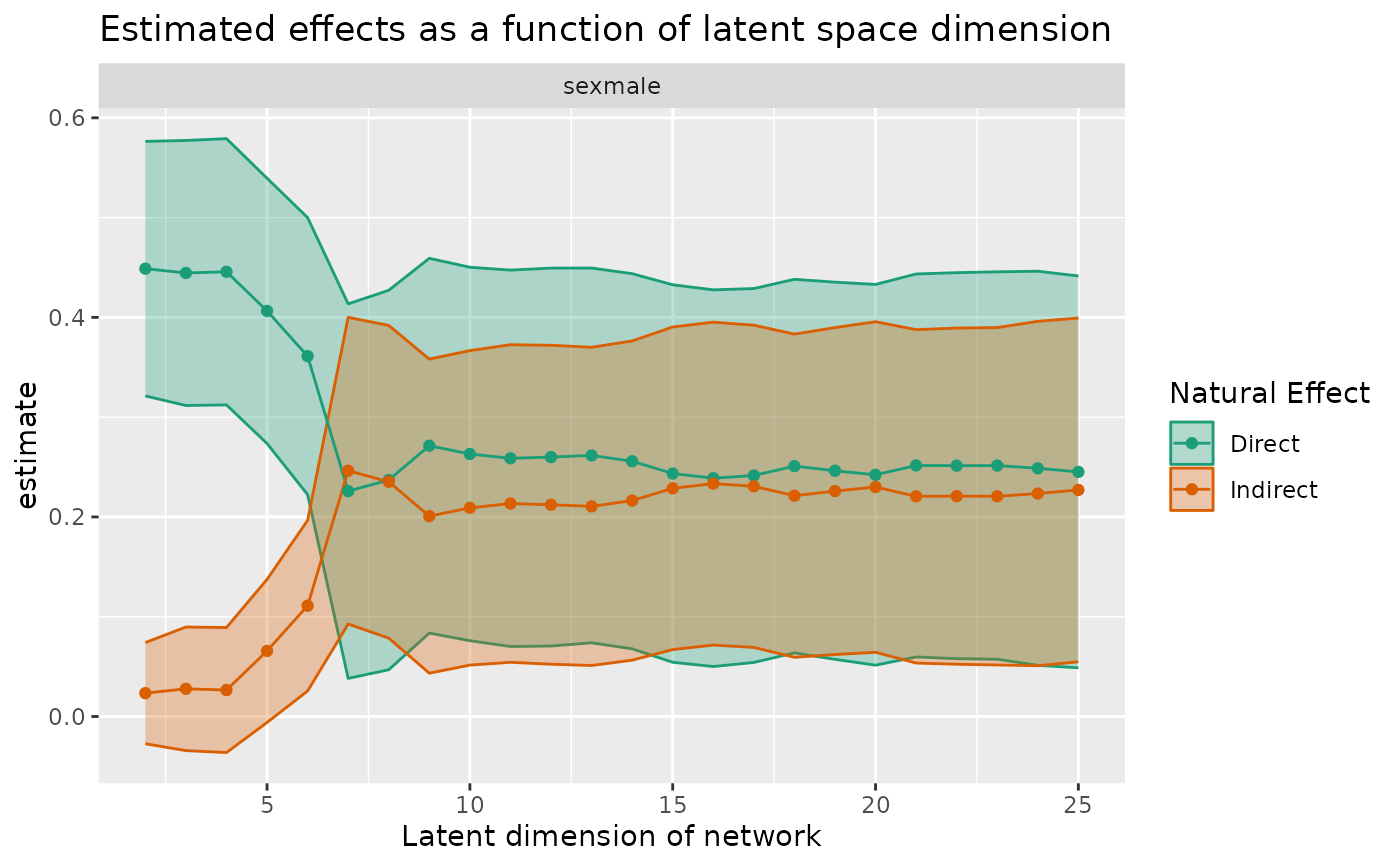 Estimated effects as a function of latent space dimension
sexmale
0.6
0.4
0.2
0.0
estimate
5 10 15 20 25
Latent dimension of network
Natural Effect
Direct
Indirect